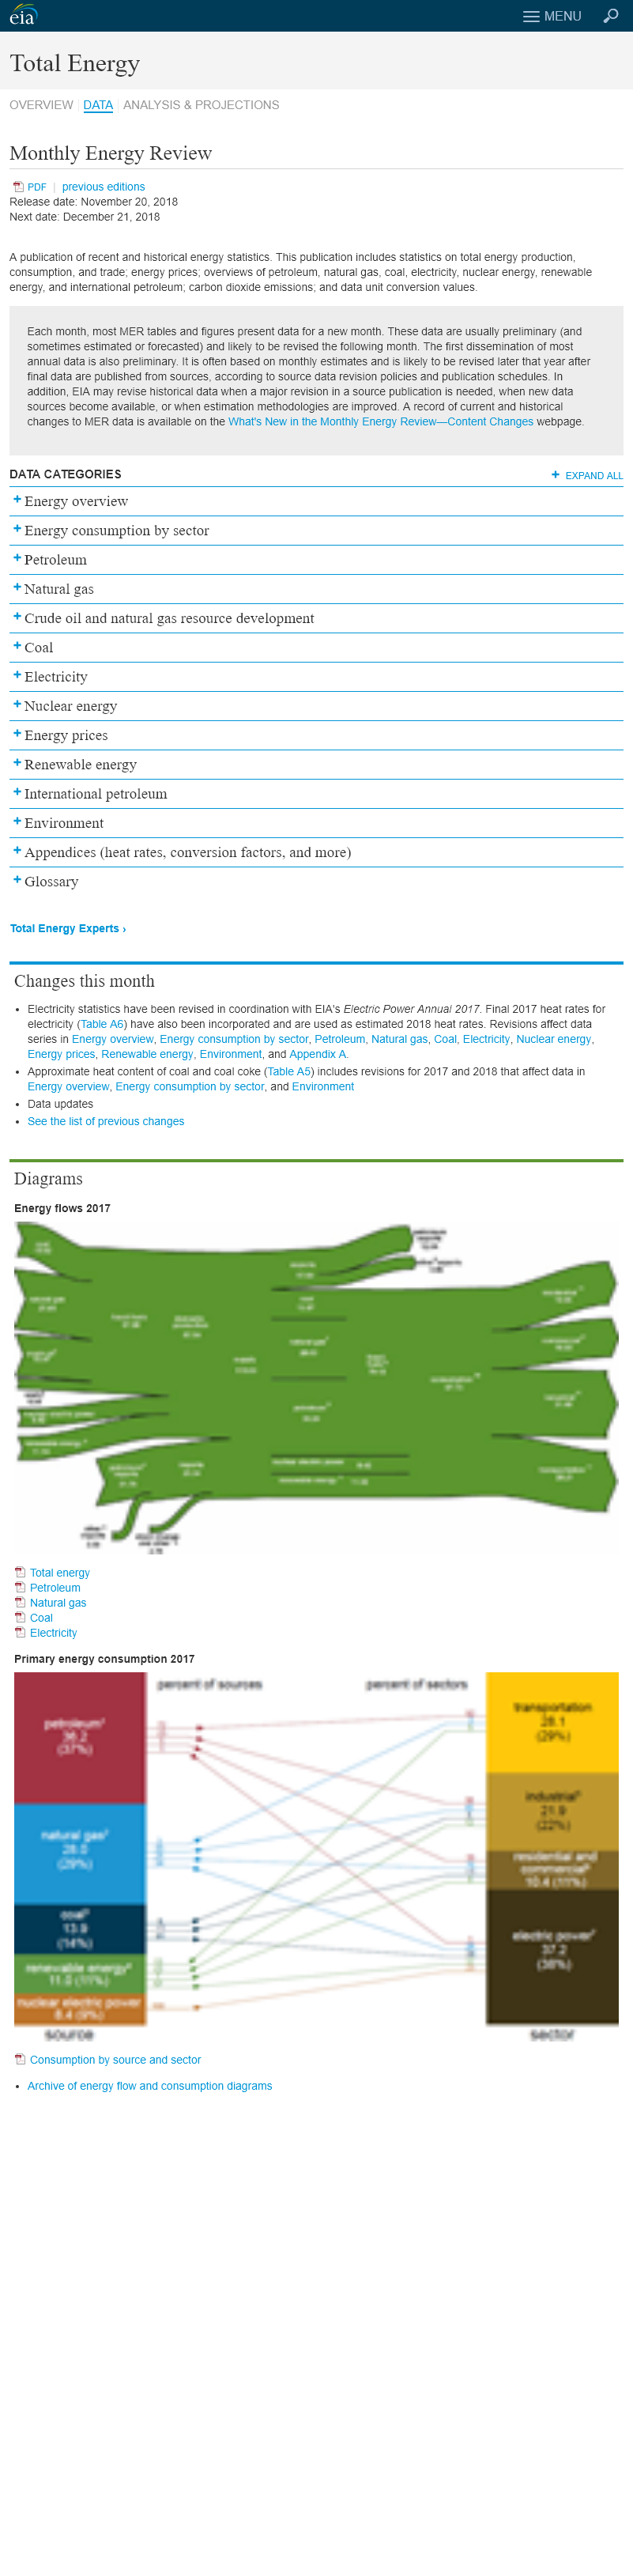 eia
MENU
Total Energy
OVERVIEW DATA ANALYSIS & PROJECTIONS
Monthly Energy Review
PDF | previous editions
Release date: November 20, 2018
Next date: December 21, 2018
A publication of recent and historical energy statistics. This publication includes statistics on total energy production,
consumption, and trade; energy prices; overviews of petroleum, natural gas, coal, electricity, nuclear energy, renewable
energy, and international petroleum; carbon dioxide emissions; and data unit conversion values.
Each month, most MER tables and figures present data for a new month. These data are usually preliminary (and
sometimes estimated or forecasted) and likely to be revised the following month. The first dissemination of most
annual data is also preliminary. It is often based on monthly estimates and is likely to be revised later that year after
final data are published from sources, according to source data revision policies and publication schedules. In
addition, EIA may revise historical data when a major revision in a source publication is needed, when new data
sources become available, or when estimation methodologies are improved. A record of current and historical
changes to MER data is available on the What's New in the Monthly Energy Review—Content Changes webpage.
DATA CATEGORIES
+ EXPAND ALL
+ Energy overview
+ Energy consumption by sector
+ Petroleum
+ Natural gas
+ Crude oil and natural gas resource development
+ Coal
+ Electricity
+ Nuclear energy
+ Energy prices
+ Renewable energy
+ International petroleum
+ Environment
+ Appendices (heat rates, conversion factors, and more)
+ Glossary
Total Energy Experts ›
Changes this month
• Electricity statistics have been revised in coordination with EIA's Electric Power Annual 2017. Final 2017 heat rates for
electricity (Table A6) have also been incorporated and are used as estimated 2018 heat rates. Revisions affect data
series in Energy overview, Energy consumption by sector, Petroleum, Natural gas, Coal, Electricity, Nuclear energy,
Energy prices, Renewable energy, Environment, and Appendix A.
• Approximate heat content of coal and coal coke (Table A5) includes revisions for 2017 and 2018 that affect data in
Energy overview, Energy consumption by sector, and Environment
• Data updates
• See the list of previous changes
Diagrams
Energy flows 2017
Total energy
Petroleum
Natural gas
Coal
Electricity
Primary energy consumption 2017
percent of sources
percent of sectors
petroleum
36.2
(37%)
natural gas
28.0
(29%)
coal
13.9
(14%)
renewable energy
11.0 (11%)
nuclear electric power
8.4 (9%)
source
transportation
28.1
(29%)
industrial
21.9
(22%)
residential and
commercial
10.4 (11%)
electric power
37.2
(38%)
sector
Consumption by source and sector
• Archive of energy flow and consumption diagrams